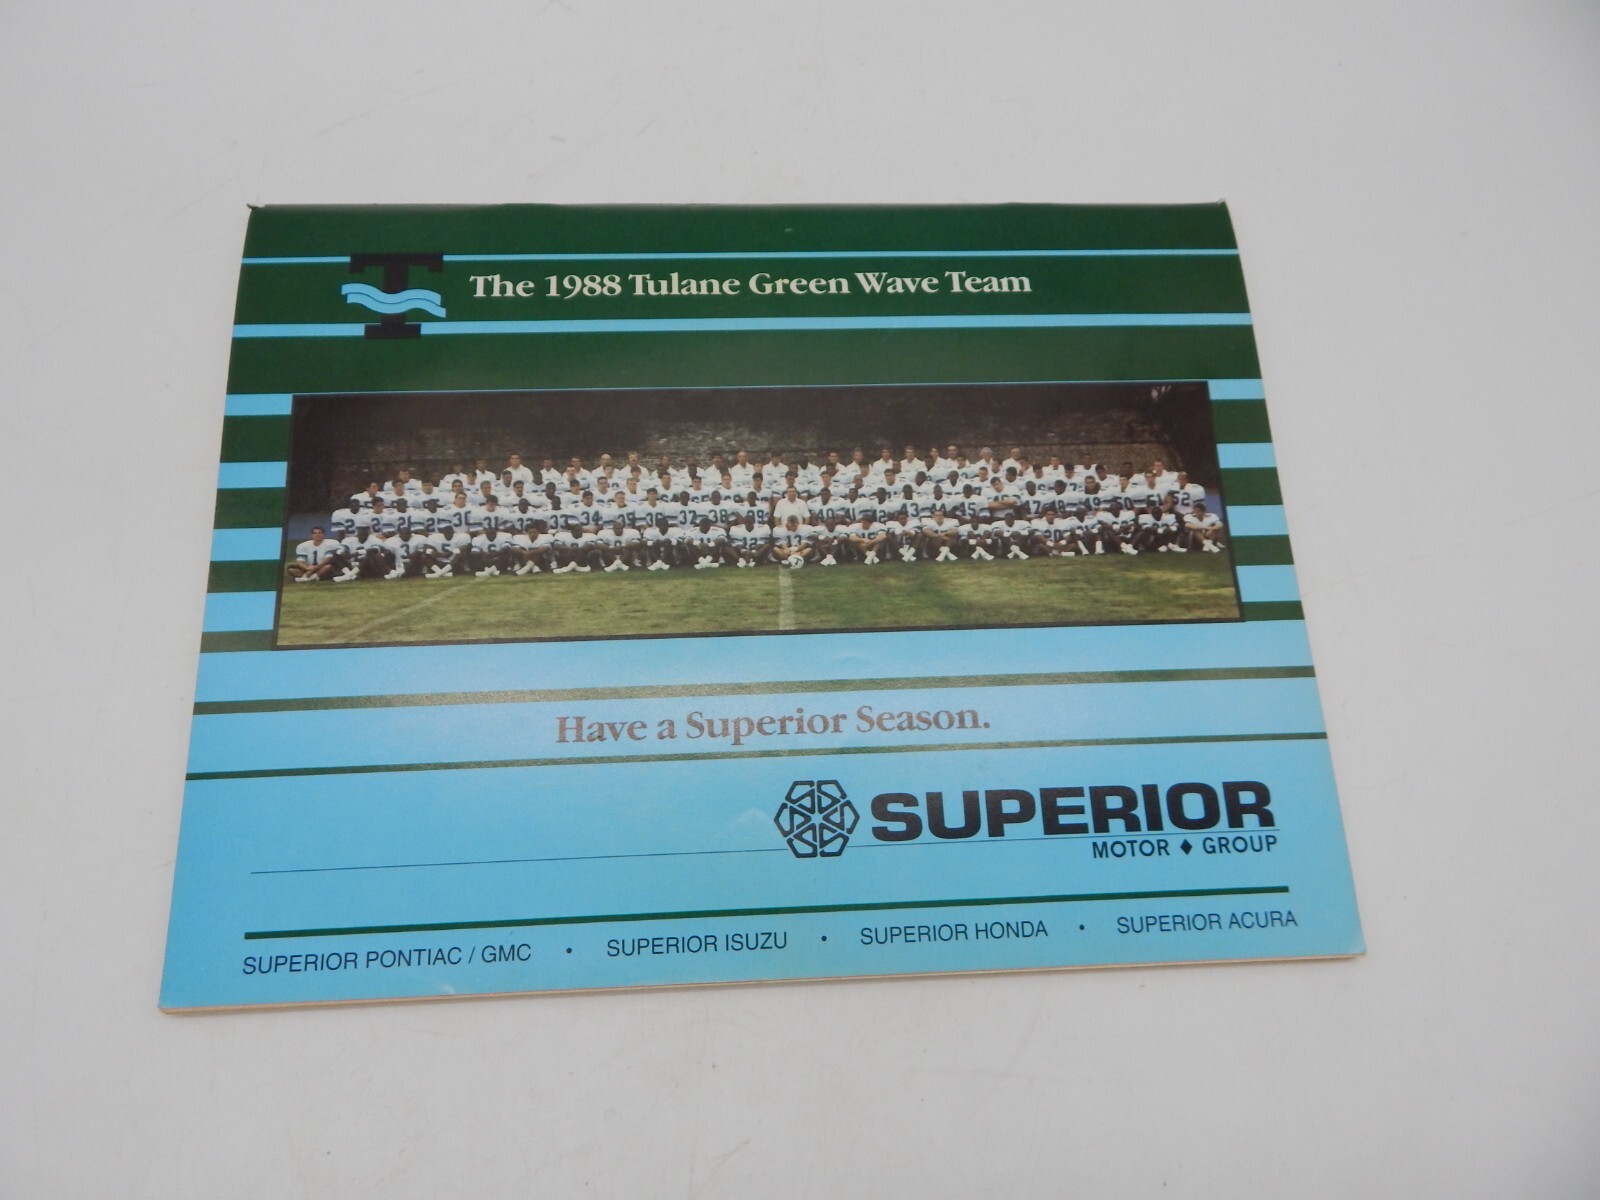 T
The 1988 Tulane Green Wave Team
Have a Superior Season.
SUPERIOR
MOTOR ♦ GROUP
SUPERIOR PONTIAC / GMC • SUPERIOR ISUZU • SUPERIOR HONDA • SUPERIOR ACURA